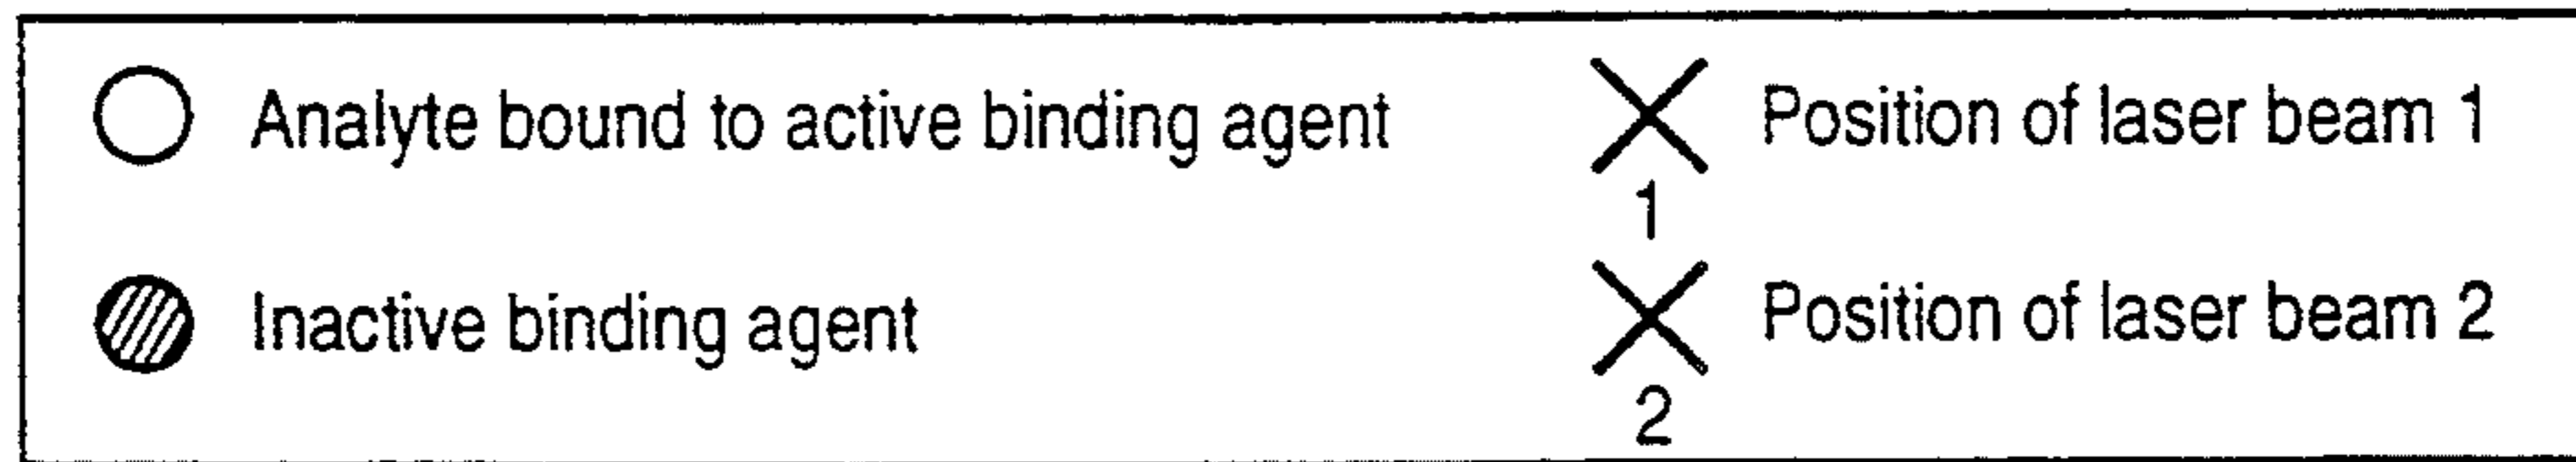 Analyte bound to active binding agent
Position of laser beam 1
1
Inactive binding agent
Position of laser beam 2
2